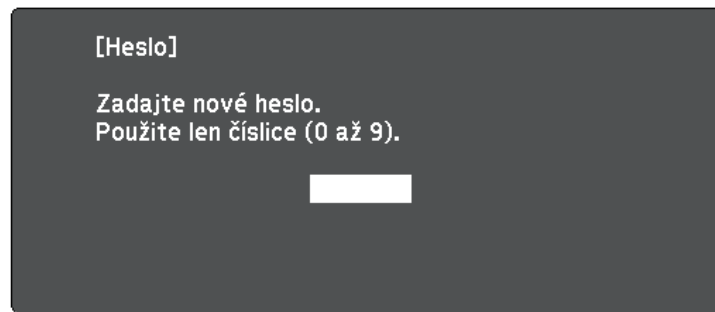 [Heslo]
Zadajte nové heslo.
Použite len číslice (0 až 9).